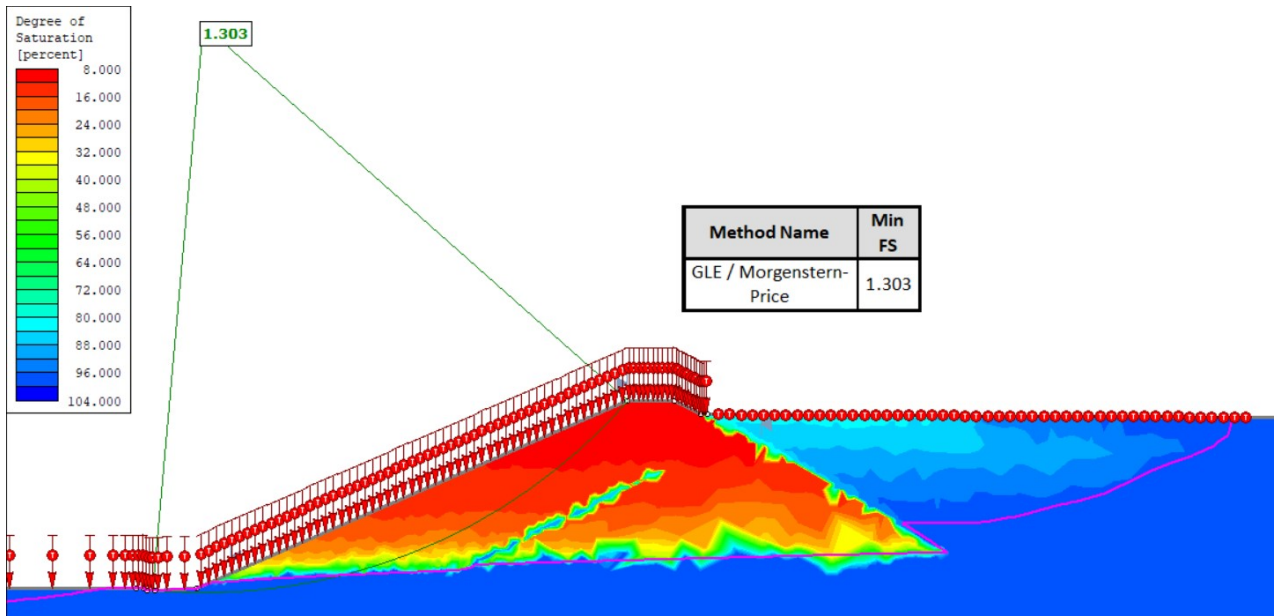 Degree of
Saturation
[percent]
8.000
16.000
24.000
32.000
40.000
48.000
56.000
64.000
72.000
80.000
88.000
96.000
104.000
1.303
Method Name Min
FS
GLE / Morgenstern-
Price 1.303